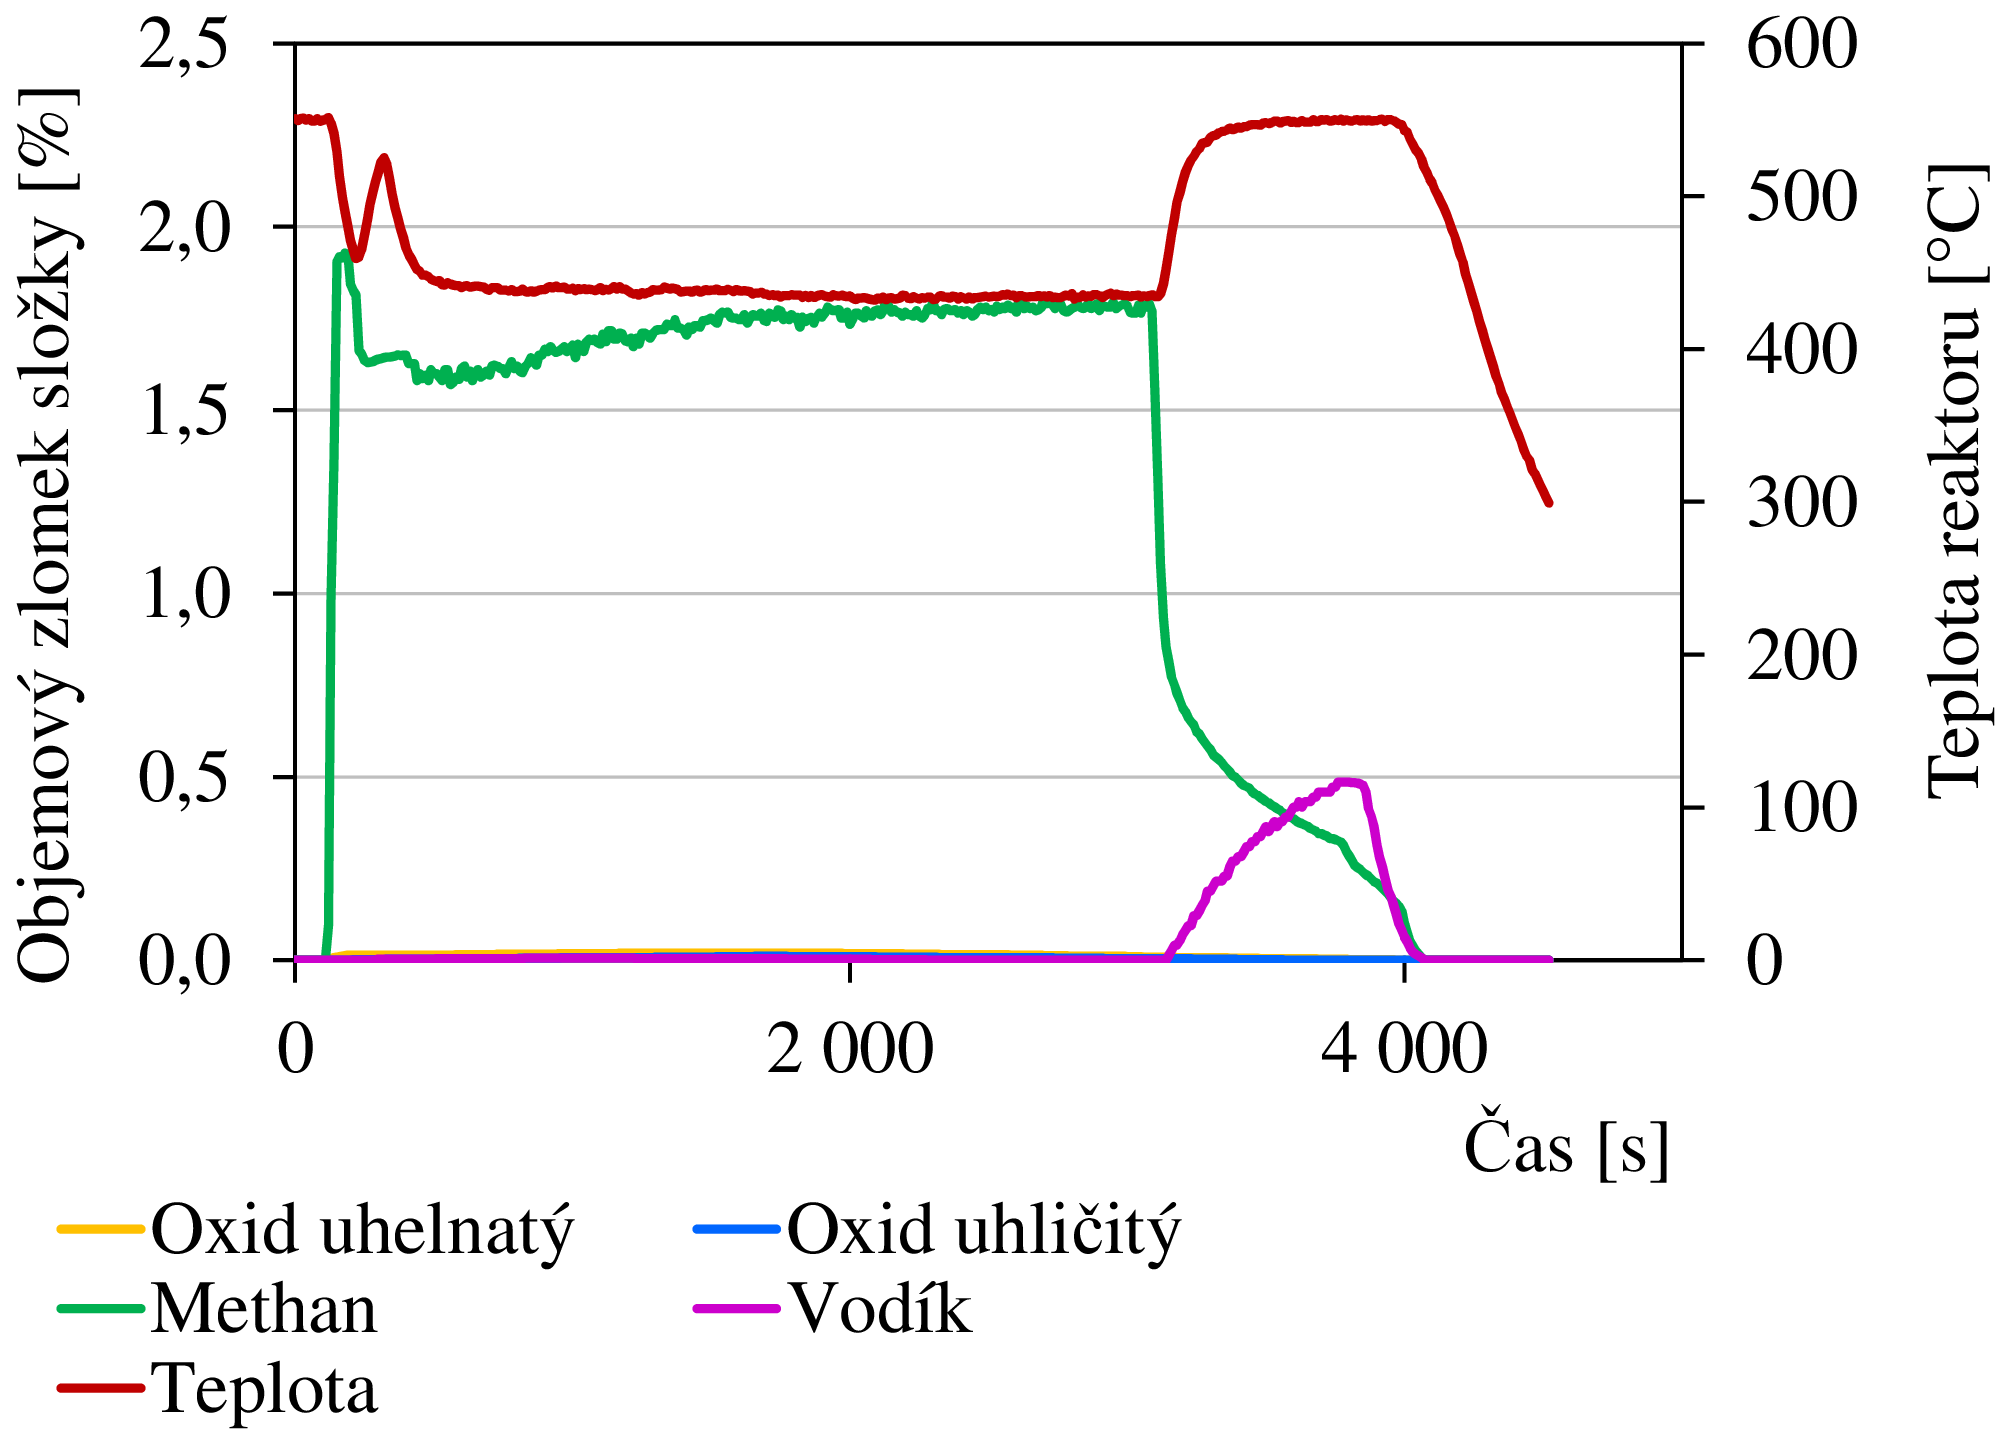 Objemový zlomek složky [%]
2,5
2,0
1,5
1,0
0,5
0,0
600
500
400
300
200
100
0
Teplota reaktoru [°C]
0 2 000 4 000
Čas [s]
Oxid uhelnatý Oxid uhličitý
Methan Vodík
Teplota